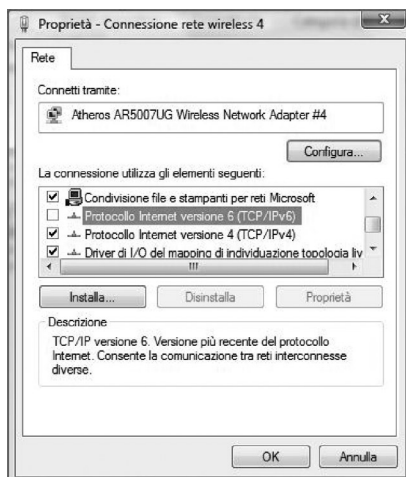 Proprietà - Connessione rete wireless 4
x
Rete
Connetti tramite:
Atheros AR5007UG Wireless Network Adapter #4
Configura...
La connessione utilizza gli elementi seguenti:
Condivisione file e stampanti per reti Microsoft
Protocollo Internet versione 6 (TCP/IPv6)
Protocollo Internet versione 4 (TCP/IPv4)
Driver di I/O del mapping di individuazione topologia liv
Installa...
Disinstalla
Proprietà
Descrizione
TCP/IP versione 6. Versione più recente del protocollo
Internet. Consente la comunicazione tra reti interconnesse
diverse.
OK
Annulla